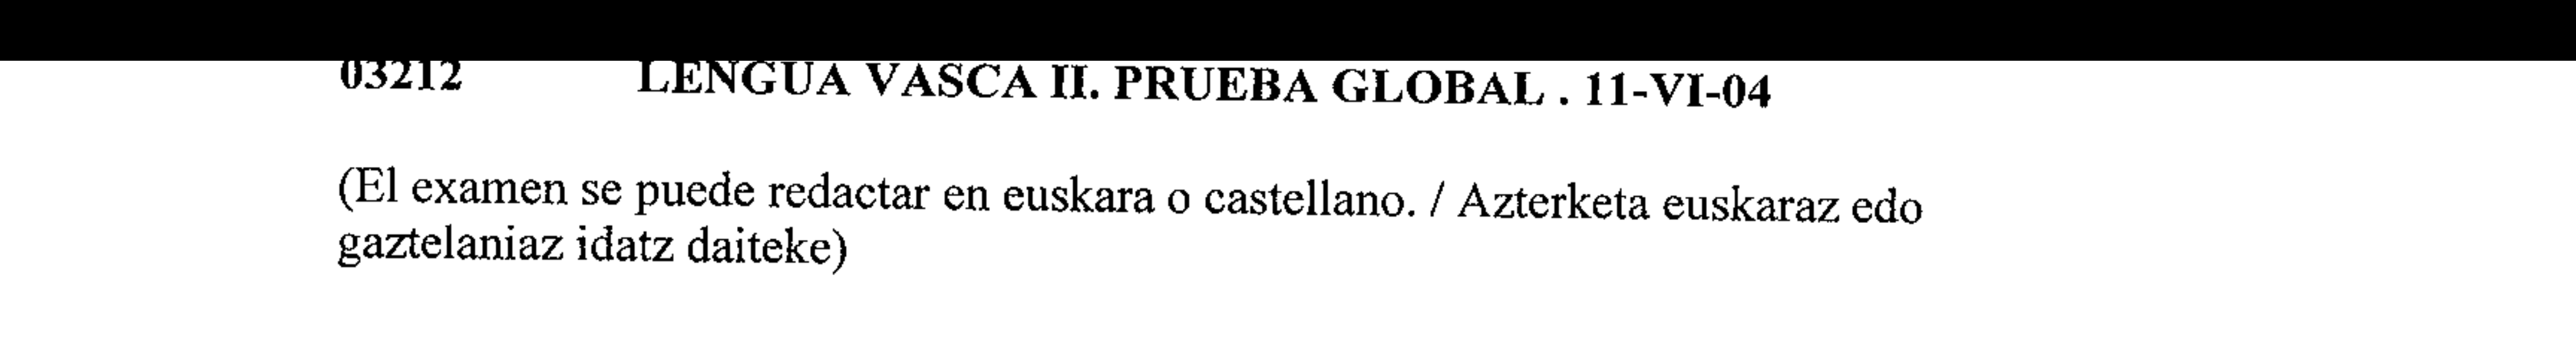 03212 LENGUA VASCA II. PRUEBA GLOBAL . 11-VI-04
(El examen se puede redactar en euskara o castellano. / Azterketa euskaraz edo
gaztelaniaz idatz daiteke)